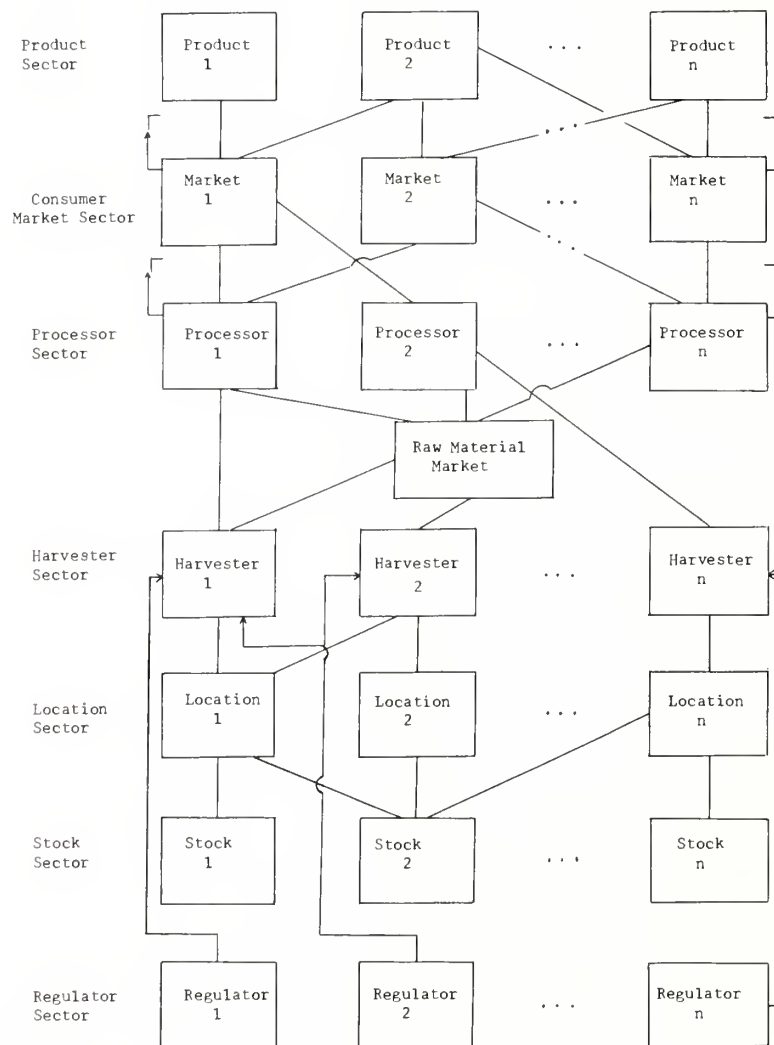 Product
Sector
Product
1
Product
2
. . .
Product
n
. . .
Consumer
Market Sector
Market
1
Market
2
...
Market
n
. . .
Processor
Sector
Processor
1
Processor
2
...
Processor
n
Raw Material
Market
Harvester
Sector
Harvester
1
Harvester
2
. . .
Harvester
n
Location
Sector
Location
1
Location
2
. . .
Location
n
Stock
Sector
Stock
1
Stock
2
. . .
Stock
n
Regulator
Sector
Regulator
1
Regulator
2
. . .
Regulator
n